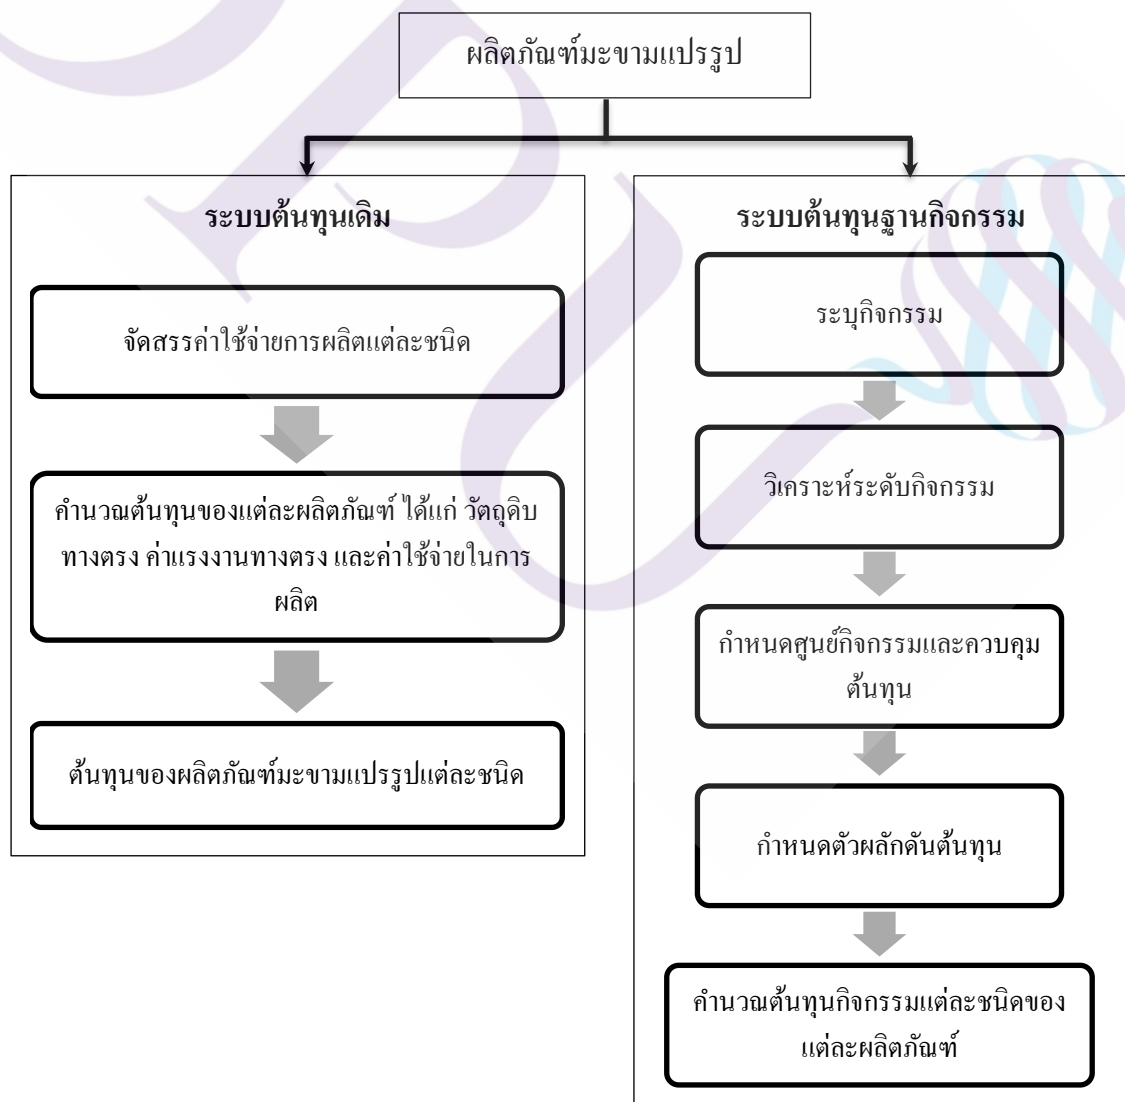 ผลิตภัณฑ์มะขามแปรรูป
ระบบต้นทุนเดิม
จัดสรรค่าใช้จ่ายการผลิตแต่ละชนิด
คำนวณต้นทุนของแต่ละผลิตภัณฑ์ ได้แก่ วัตถุดิบ
ทางตรง ค่าแรงงานทางตรง และค่าใช้จ่ายในการ
ผลิต
ต้นทุนของผลิตภัณฑ์มะขามแปรรูปแต่ละชนิด
ระบบต้นทุนฐานกิจกรรม
ระบุกิจกรรม
วิเคราะห์ระดับกิจกรรม
กำหนดศูนย์กิจกรรมและควบคุม
ต้นทุน
กำหนดตัวผลักดันต้นทุน
คำนวณต้นทุนกิจกรรมแต่ละชนิดของ
แต่ละผลิตภัณฑ์